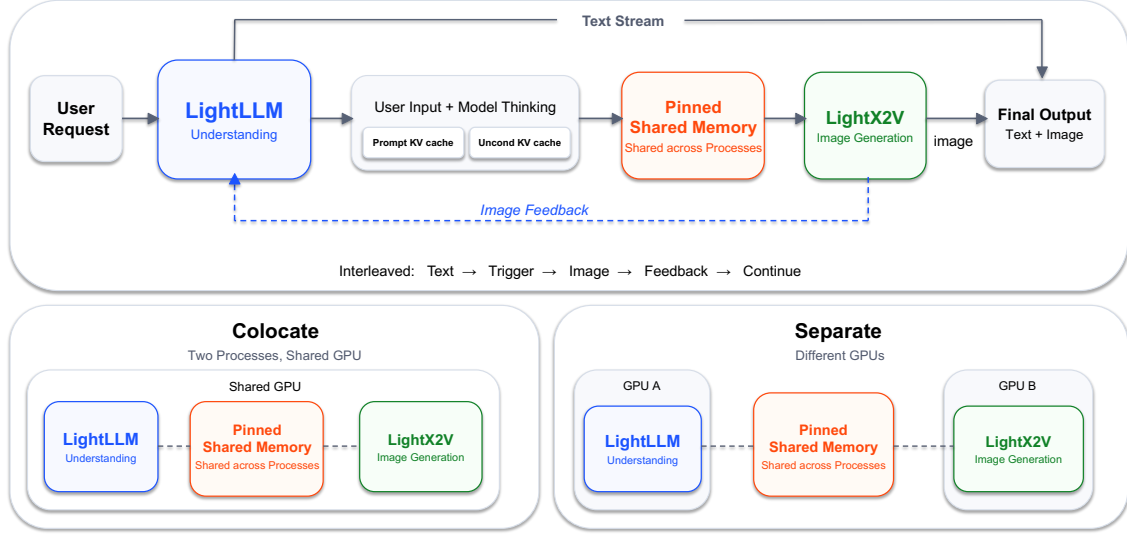 Text Stream
User
Request
LightLLM
Understanding
User Input + Model Thinking
Prompt KV cache
Uncond KV cache
Pinned
Shared Memory
Shared across Processes
LightX2V
Image Generation
image
Final Output
Text + Image
Image Feedback
Interleaved: Text → Trigger → Image → Feedback → Continue
Colocate
Two Processes, Shared GPU
Shared GPU
LightLLM
Understanding
Pinned
Shared Memory
Shared across Processes
LightX2V
Image Generation
Separate
Different GPUs
GPU A
LightLLM
Understanding
Pinned
Shared Memory
Shared across Processes
GPU B
LightX2V
Image Generation